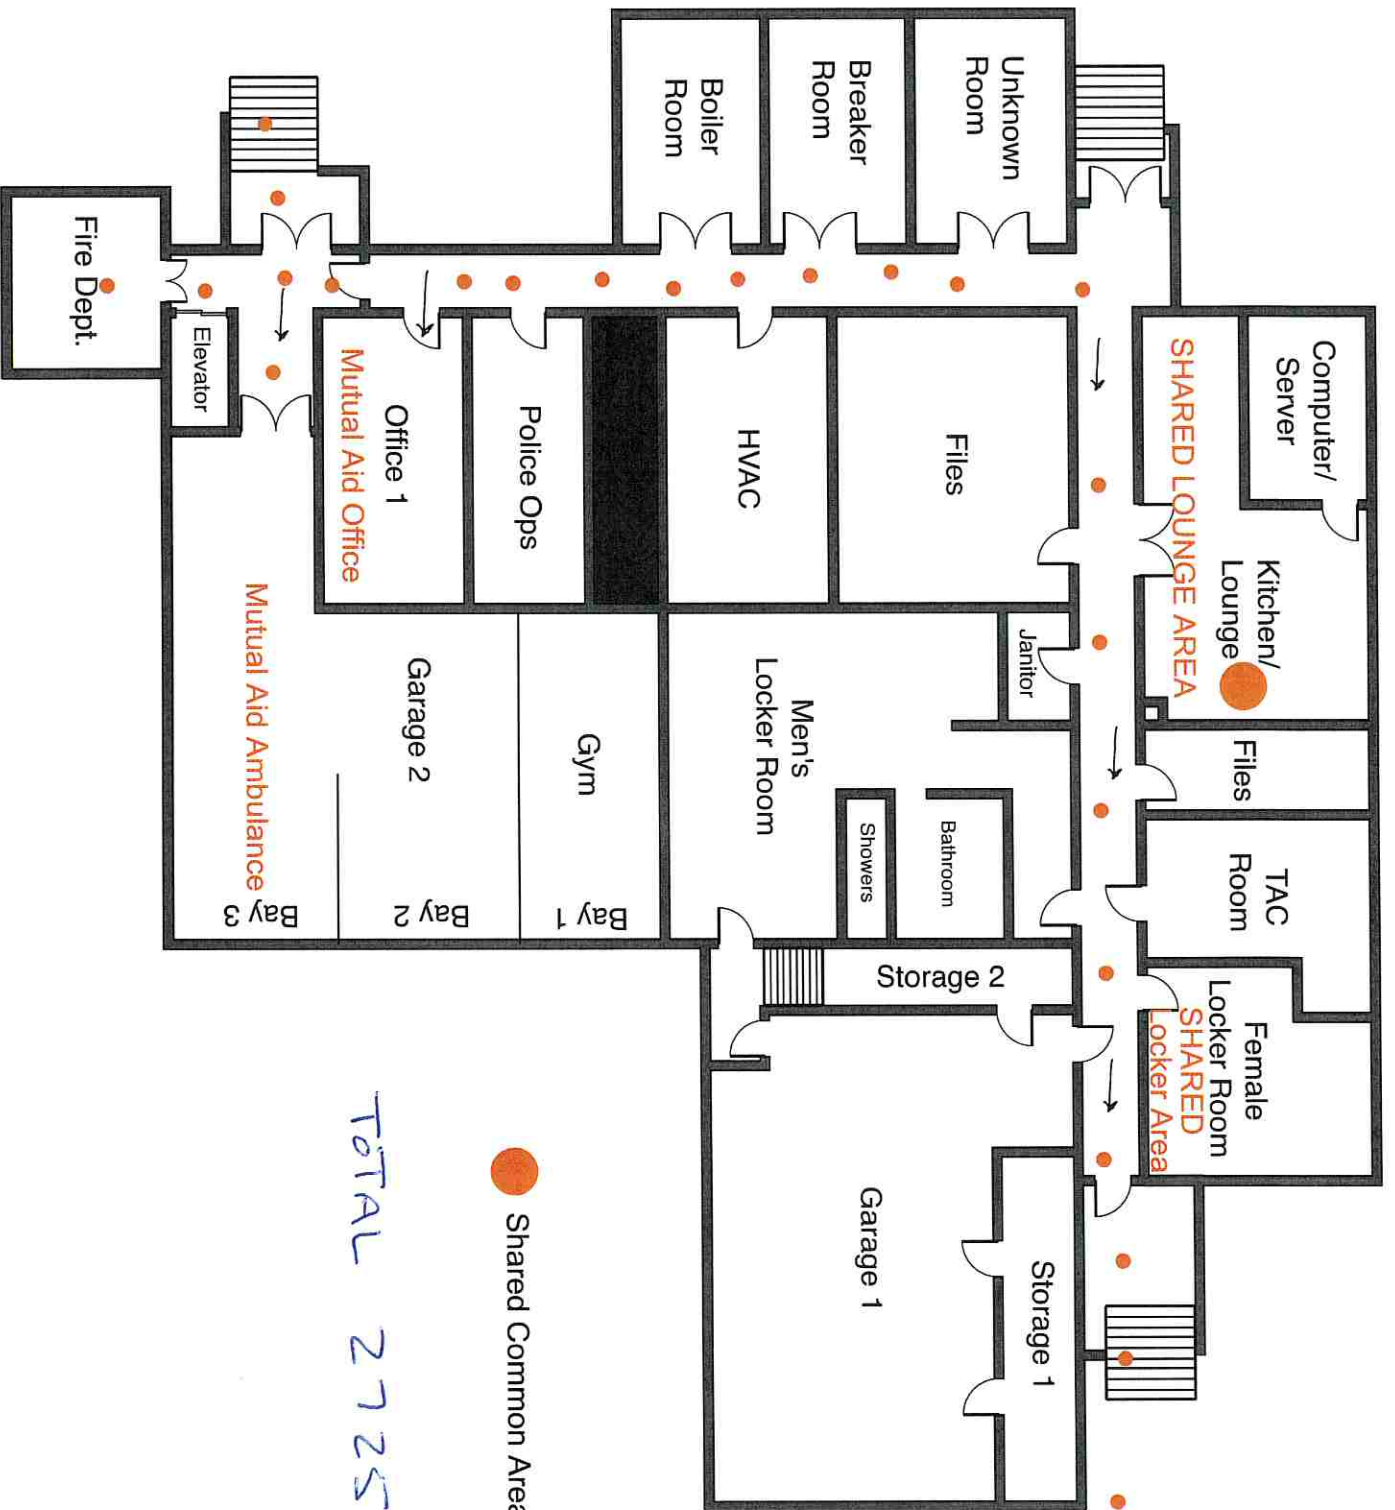 Computer/
Server
SHARED LOUNGE AREA
Kitchen/
Lounge
Files
TAC
Room
Female
Locker Room
SHARED
Locker Area
Unknown
Room
Breaker
Room
Boiler
Room
Files
HVAC
Police Ops
Office 1
Mutual Aid Office
Elevator
Fire Dept.
Janitor
Men's
Locker Room
Bathroom
Showers
Storage 2
Storage 1
Garage 1
Gym
Garage 2
Mutual Aid Ambulance
Bay 1
Bay 2
Bay 3
Shared Common Area
TOTAL 2725